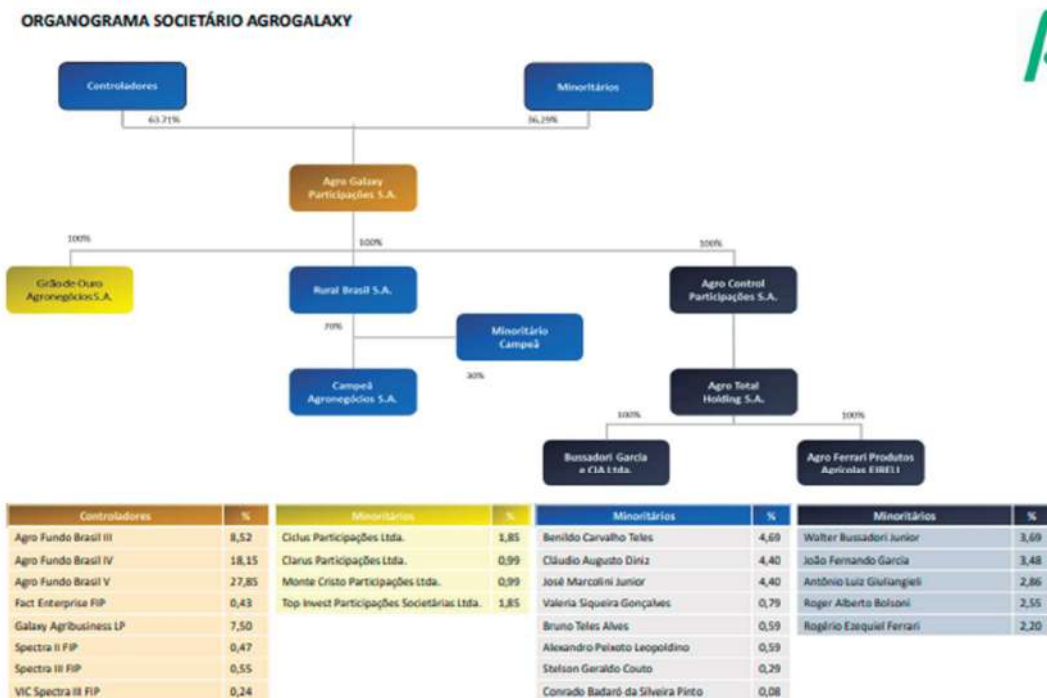 ORGANOGRAMA SOCIETÁRIO AGROGALAXY
Controladores
Minoritários
63.71%
36,29%
Agro Galaxy
Participações S.A.
100%
100%
100%
Grão de Ouro
Agronegócios S.A.
Rural Brasil S.A.
Agro Control
Participações S.A.
70%
Minoritário
Campeã
30%
Campeã
Agronegócios S.A.
Agro Total
Holding S.A.
100%
100%
Bussadori Garcia
e CIA Ltda.
Agro Ferrari Produtos
Agrícolas EIRELI
Controladores %
Agro Fundo Brasil III 8,52
Agro Fundo Brasil IV 18,15
Agro Fundo Brasil V 27,85
Fact Enterprise FIP 0,43
Galaxy Agribusiness LP 7,50
Spectra II FIP 0,47
Spectra III FIP 0,55
VIC Spectra III FIP 0,24
Minoritários %
Ciclus Participações Ltda. 1,85
Clarus Participações Ltda. 0,99
Monte Cristo Participações Ltda. 0,99
Top Invest Participações Societárias Ltda. 1,85
Minoritários %
Benildo Carvalho Teles 4,69
Cláudio Augusto Diniz 4,40
José Marcolini Junior 4,40
Valeria Siqueira Gonçalves 0,79
Bruno Teles Alves 0,59
Alexandro Peixoto Leopoldino 0,59
Stelson Geraldo Couto 0,29
Conrado Badaró da Silveira Pinto 0,08
Minoritários %
Walter Bussadori Junior 3,69
João Fernando Garcia 3,48
Antônio Luiz Giuliangieli 2,86
Roger Alberto Bolsoni 2,55
Rogério Ezequiel Ferrari 2,20